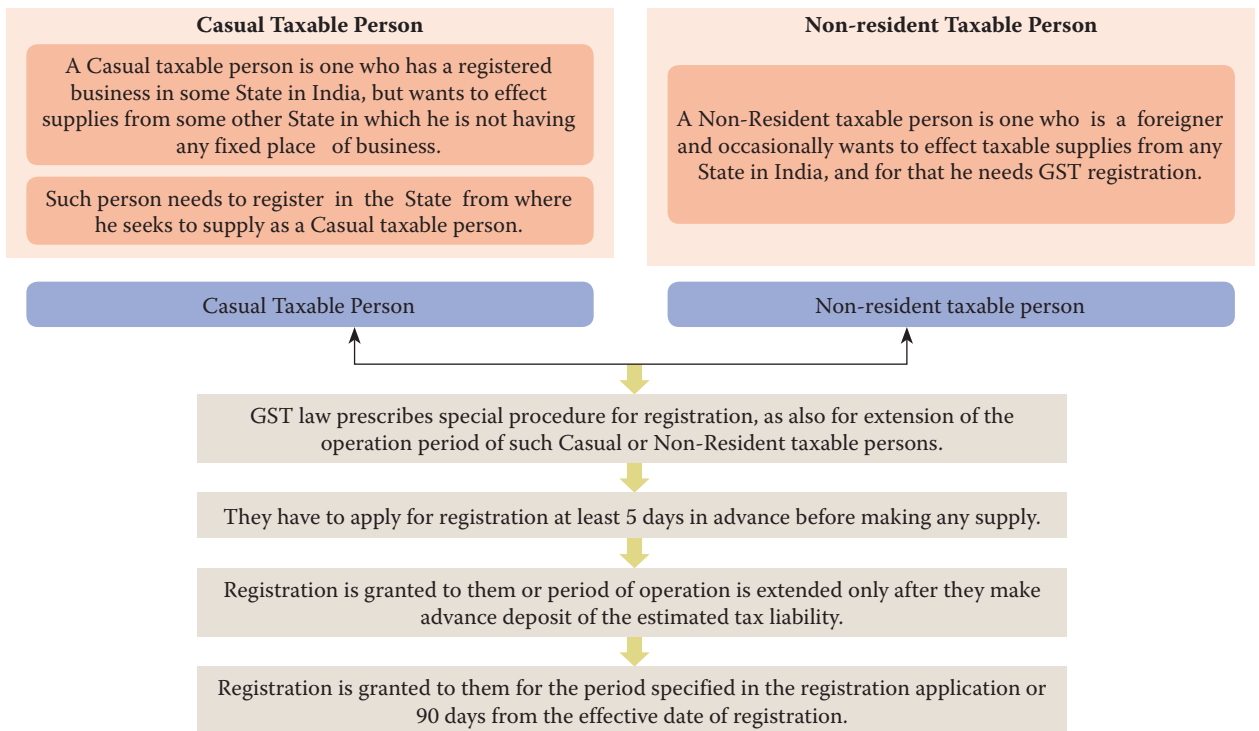 Casual Taxable Person
A Casual taxable person is one who has a registered
business in some State in India, but wants to effect
supplies from some other State in which he is not having
any fixed place of business.
Such person needs to register in the State from where
he seeks to supply as a Casual taxable person.
Non-resident Taxable Person
A Non-Resident taxable person is one who is a foreigner
and occasionally wants to effect taxable supplies from any
State in India, and for that he needs GST registration.
Casual Taxable Person
Non-resident taxable person
GST law prescribes special procedure for registration, as also for extension of the
operation period of such Casual or Non-Resident taxable persons.
They have to apply for registration at least 5 days in advance before making any supply.
Registration is granted to them or period of operation is extended only after they make
advance deposit of the estimated tax liability.
Registration is granted to them for the period specified in the registration application or
90 days from the effective date of registration.